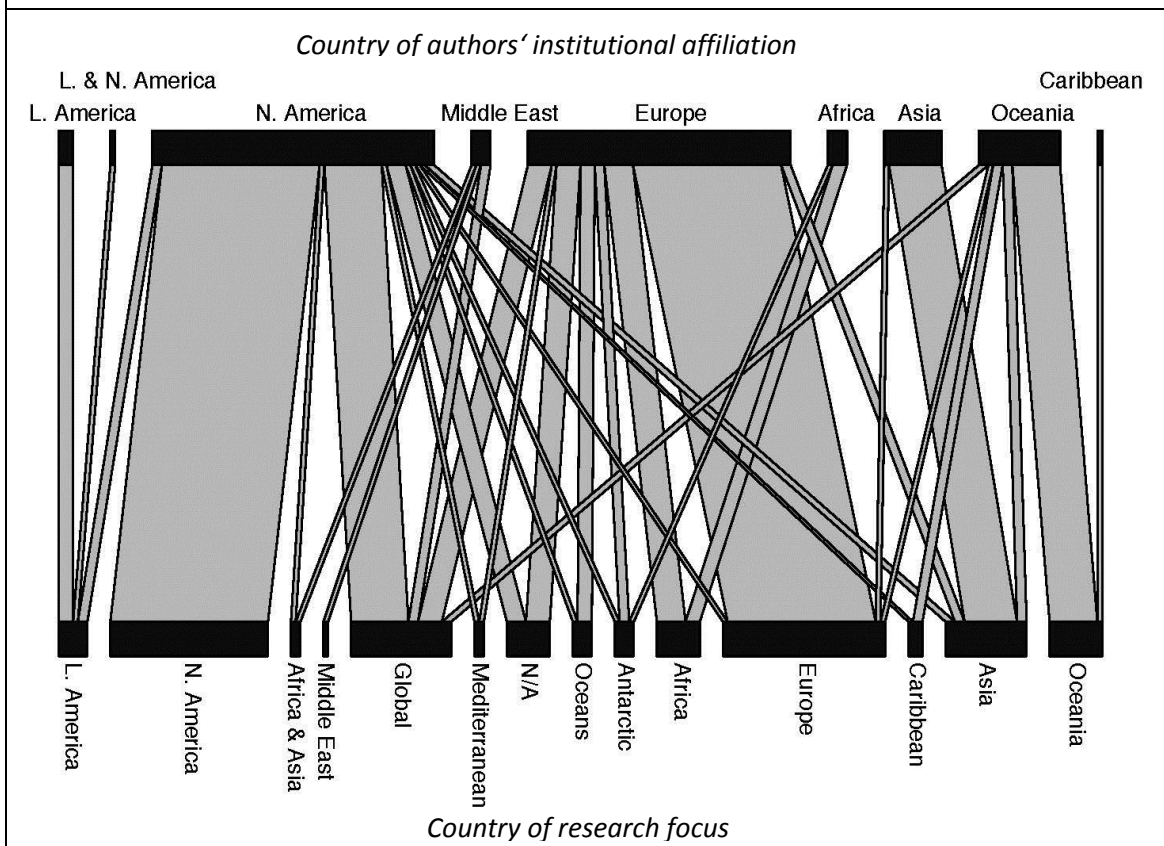 Country of authors‘ institutional affiliation
L. & N. America
Caribbean
L. America
N. America
Middle East
Europe
Africa
Asia
Oceania
L. America
N. America
Africa & Asia
Middle East
Global
Mediterranean
N/A
Oceans
Antarctic
Africa
Europe
Caribbean
Asia
Oceania
Country of research focus